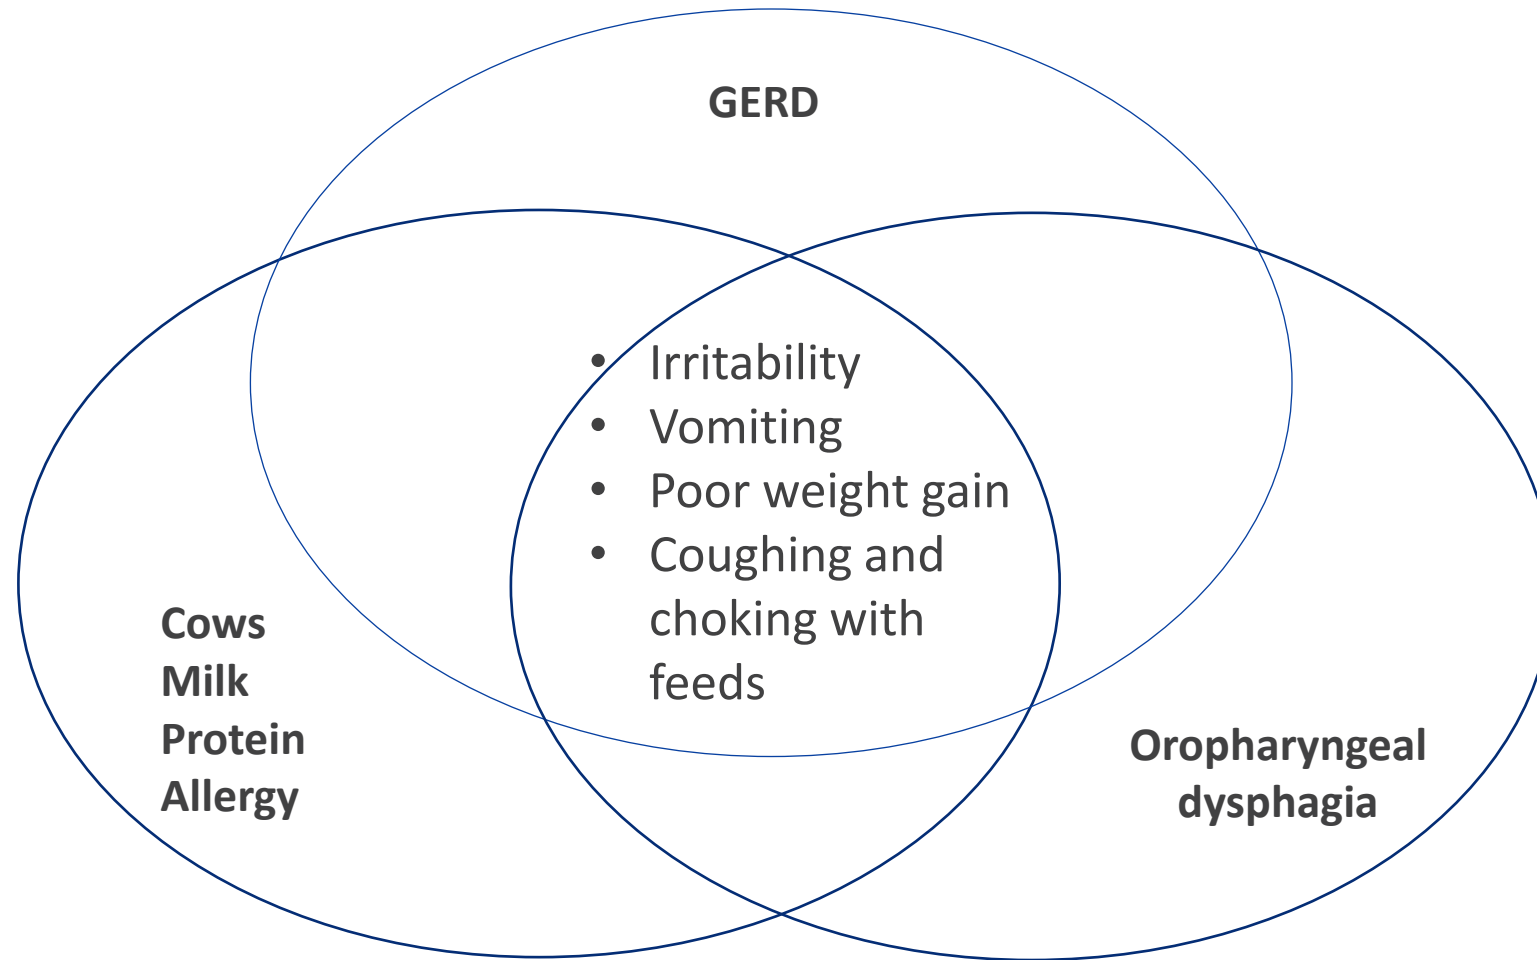 GERD
• Irritability
• Vomiting
• Poor weight gain
• Coughing and
choking with
feeds
Cows
Milk
Protein
Allergy
Oropharyngeal
dysphagia